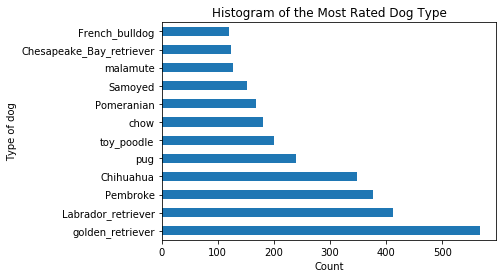 Histogram of the Most Rated Dog Type
French_bulldog
Chesapeake_Bay_retriever
malamute
Samoyed
Pomeranian
chow
toy_poodle
pug
Chihuahua
Pembroke
Labrador_retriever
golden_retriever
Type of dog
0 100 200 300 400 500
Count